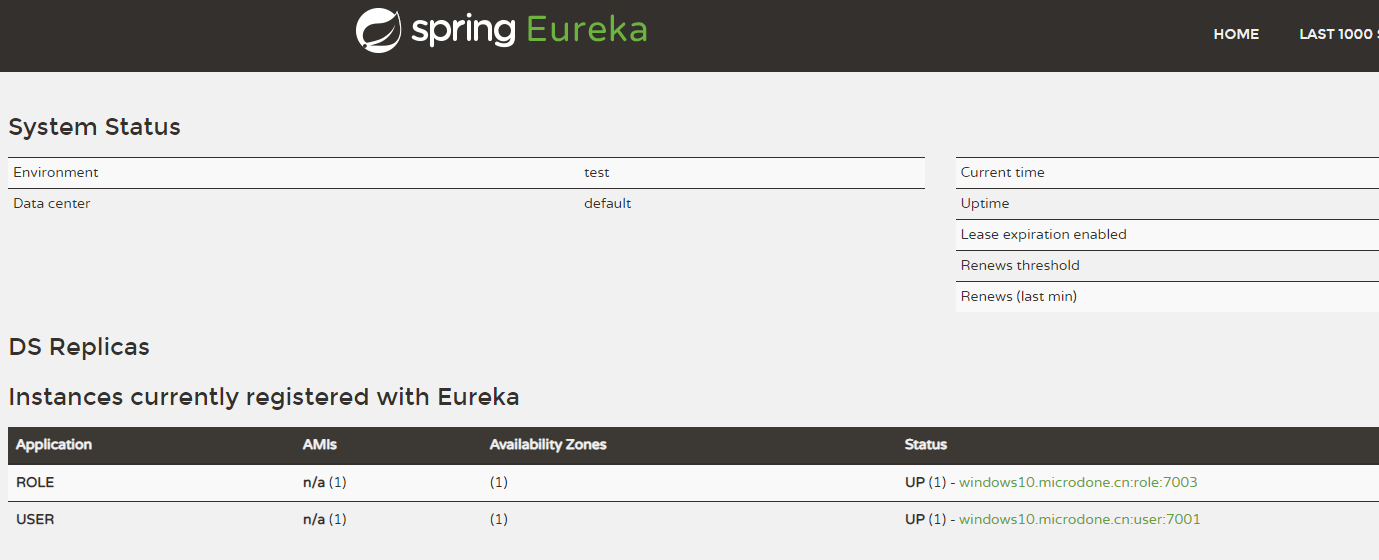 spring Eureka
HOME LAST 1000
System Status
Environment test
Data center default
Current time
Uptime
Lease expiration enabled
Renews threshold
Renews (last min)
DS Replicas
Instances currently registered with Eureka
Application AMIs Availability Zones Status
ROLE n/a (1) (1) UP (1) - windows10.microdone.cn:role:7003
USER n/a (1) (1) UP (1) - windows10.microdone.cn:user:7001